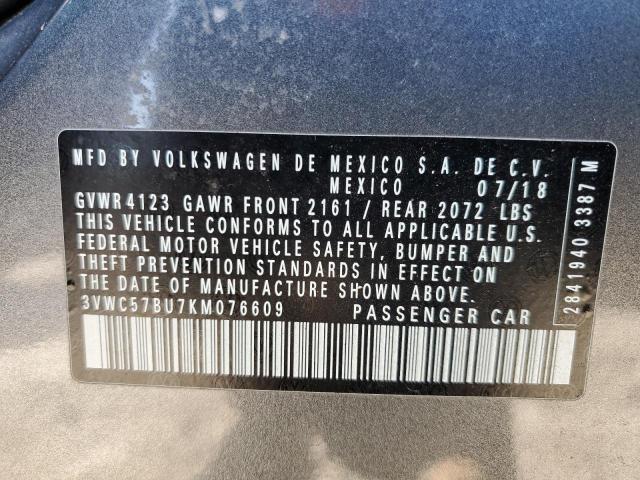 MFD BY VOLKSWAGEN DE MEXICO S.A. DE C.V.
MEXICO 07/18
GVWR 4123 GAWR FRONT 2161 / REAR 2072 LBS
THIS VEHICLE CONFORMS TO ALL APPLICABLE U.S.
FEDERAL MOTOR VEHICLE SAFETY, BUMPER AND
THEFT PREVENTION STANDARDS IN EFFECT ON
THE DATE OF MANUFACTURE SHOWN ABOVE.
3VWC57BU7KM076609 PASSENGER CAR
2841940 3387 M